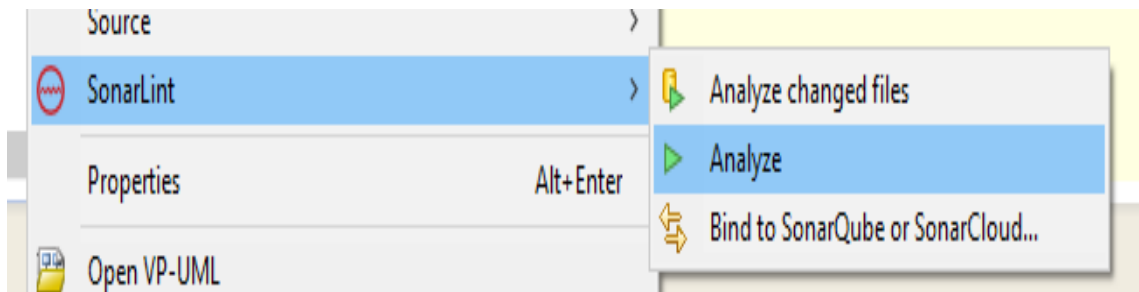 Source
SonarLint
Properties Alt+Enter
Open VP-UML
Analyze changed files
Analyze
Bind to SonarQube or SonarCloud...